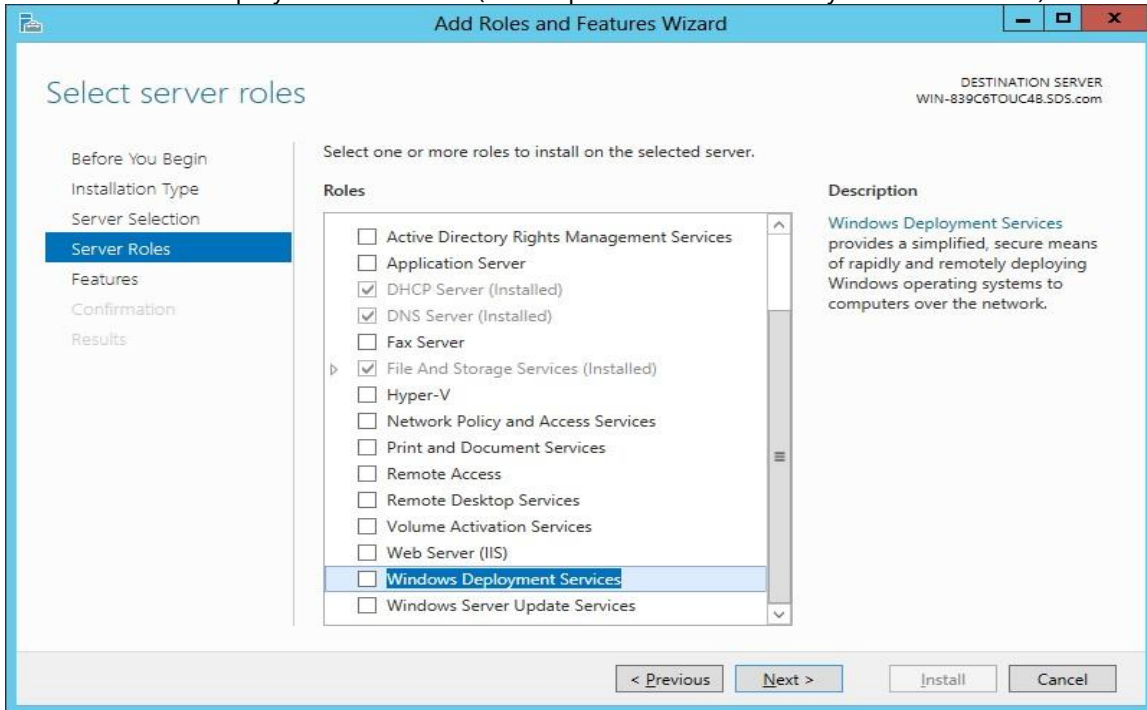 Add Roles and Features Wizard
Select server roles
DESTINATION SERVER
WIN-839C6TOUC4B.SDS.com
Before You Begin
Installation Type
Server Selection
Server Roles
Features
Confirmation
Results
Select one or more roles to install on the selected server.
Roles
Active Directory Rights Management Services
Application Server
DHCP Server (Installed)
DNS Server (Installed)
Fax Server
File And Storage Services (Installed)
Hyper-V
Network Policy and Access Services
Print and Document Services
Remote Access
Remote Desktop Services
Volume Activation Services
Web Server (IIS)
Windows Deployment Services
Windows Server Update Services
Description
Windows Deployment Services
provides a simplified, secure means
of rapidly and remotely deploying
Windows operating systems to
computers over the network.
< Previous
Next >
Install
Cancel